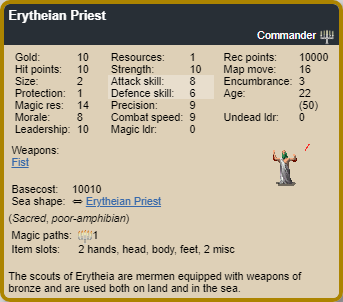 Erytheian Priest
Commander
Gold: 10 Resources: 1 Rec points: 10000
Hit points: 10 Strength: 10 Map move: 16
Size: 2 Attack skill: 8 Encumbrance: 3
Protection: 1 Defence skill: 6 Age: 22
Magic res: 14 Precision: 9 (50)
Morale: 8 Combat speed: 9 Undead ldr: 0
Leadership: 10 Magic ldr: 0
Weapons:
Fist
Basecost: 10010
Sea shape: ⇔ Erytheian Priest
(Sacred, poor-amphibian)
Magic paths: 1
Item slots: 2 hands, head, body, feet, 2 misc
The scouts of Erytheia are mermen equipped with weapons of
bronze and are used both on land and in the sea.